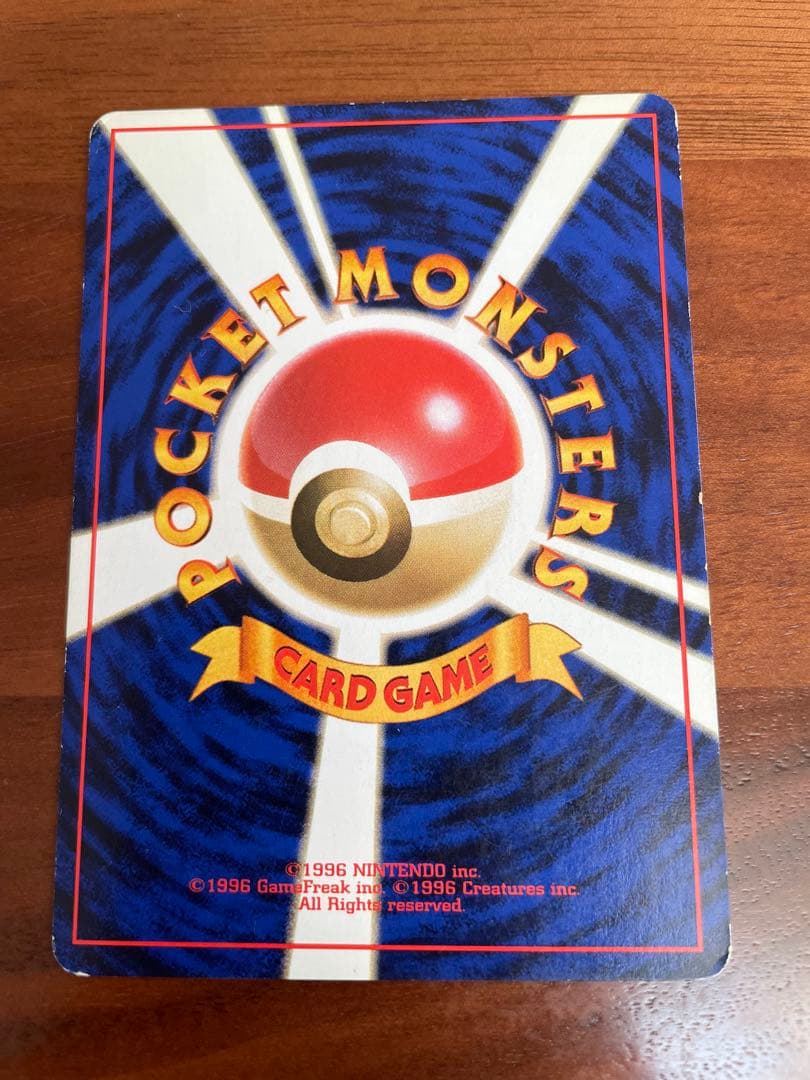 POCKET MONSTERS
CARD GAME
©1996 NINTENDO inc.
©1996 GameFreak inc. ©1996 Creatures inc.
All Rights reserved.